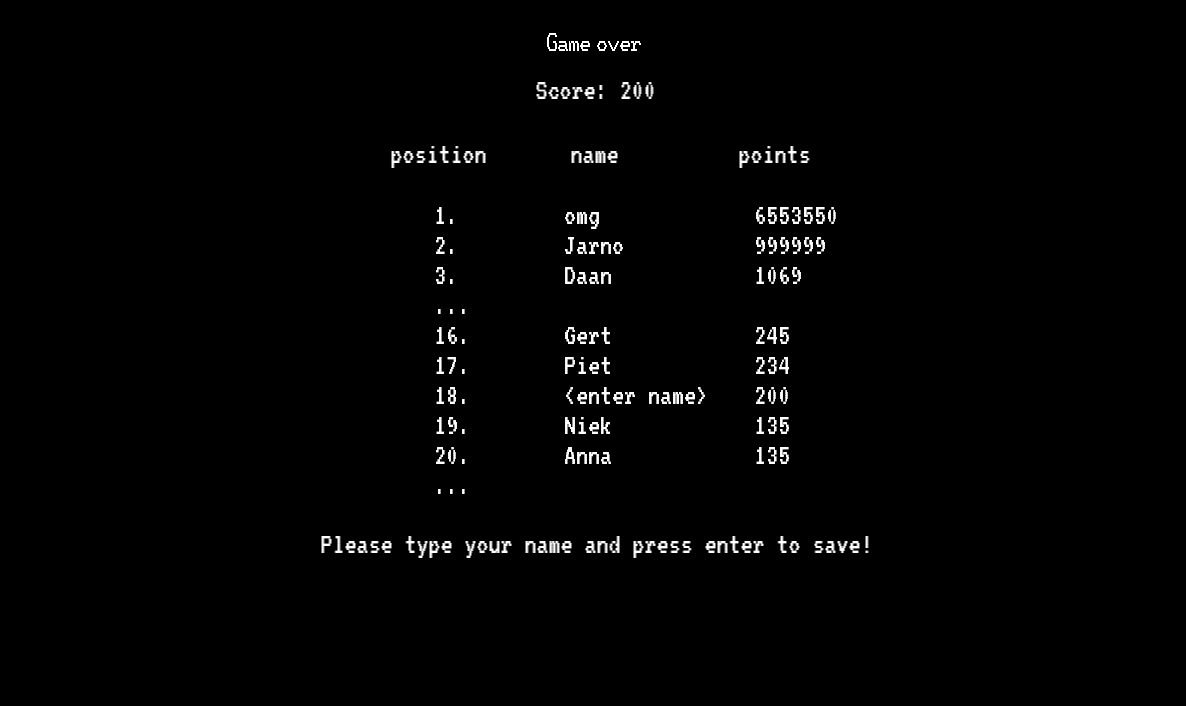 Game over
Score: 200
position name points
1. omg 6553550
2. Jarno 999999
3. Daan 1069
...
16. Gert 245
17. Piet 234
18. <enter name> 200
19. Niek 135
20. Anna 135
...
Please type your name and press enter to save!